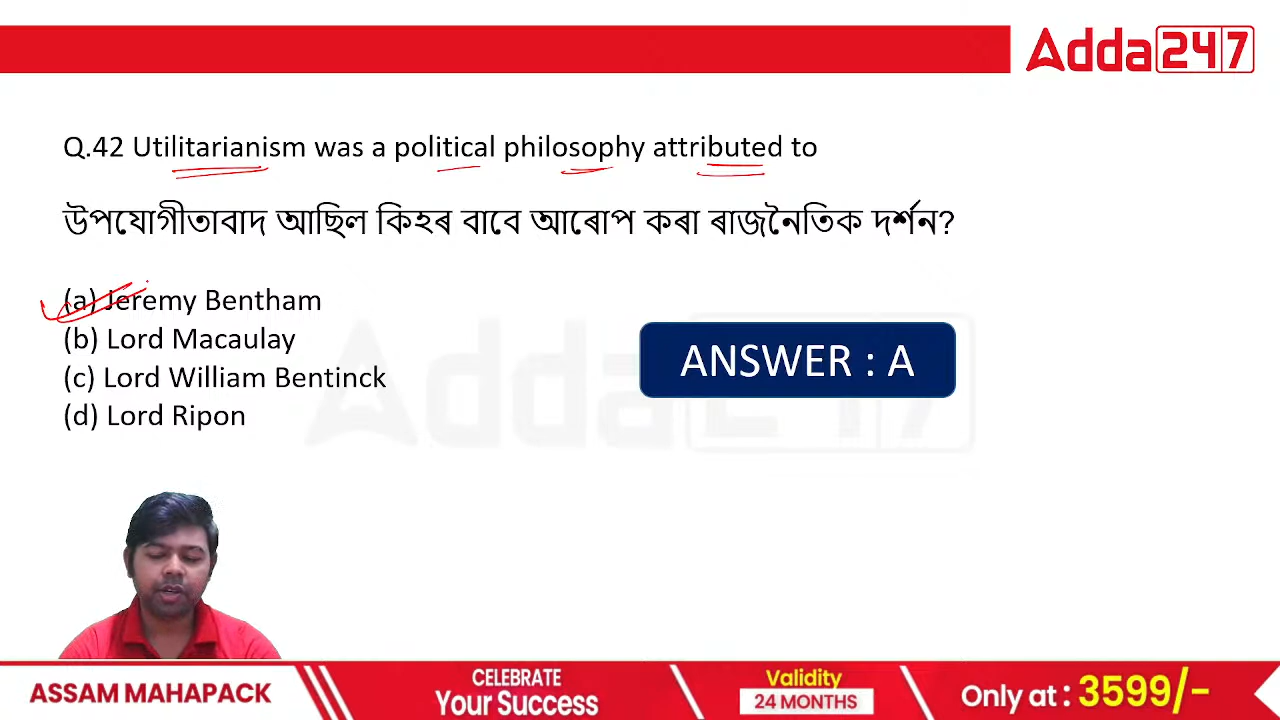 Adda247
Q.42 Utilitarianism was a political philosophy attributed to
উপযোগীতাবাদ আছিল কিহৰ বাবে আৰোপ কৰা ৰাজনৈতিক দৰ্শন?
(a) Jeremy Bentham
(b) Lord Macaulay
(c) Lord William Bentinck
(d) Lord Ripon
ANSWER : A
Adda247
ASSAM MAHAPACK
CELEBRATE
Your Success
Validity
24 MONTHS
Only at : 3599/-